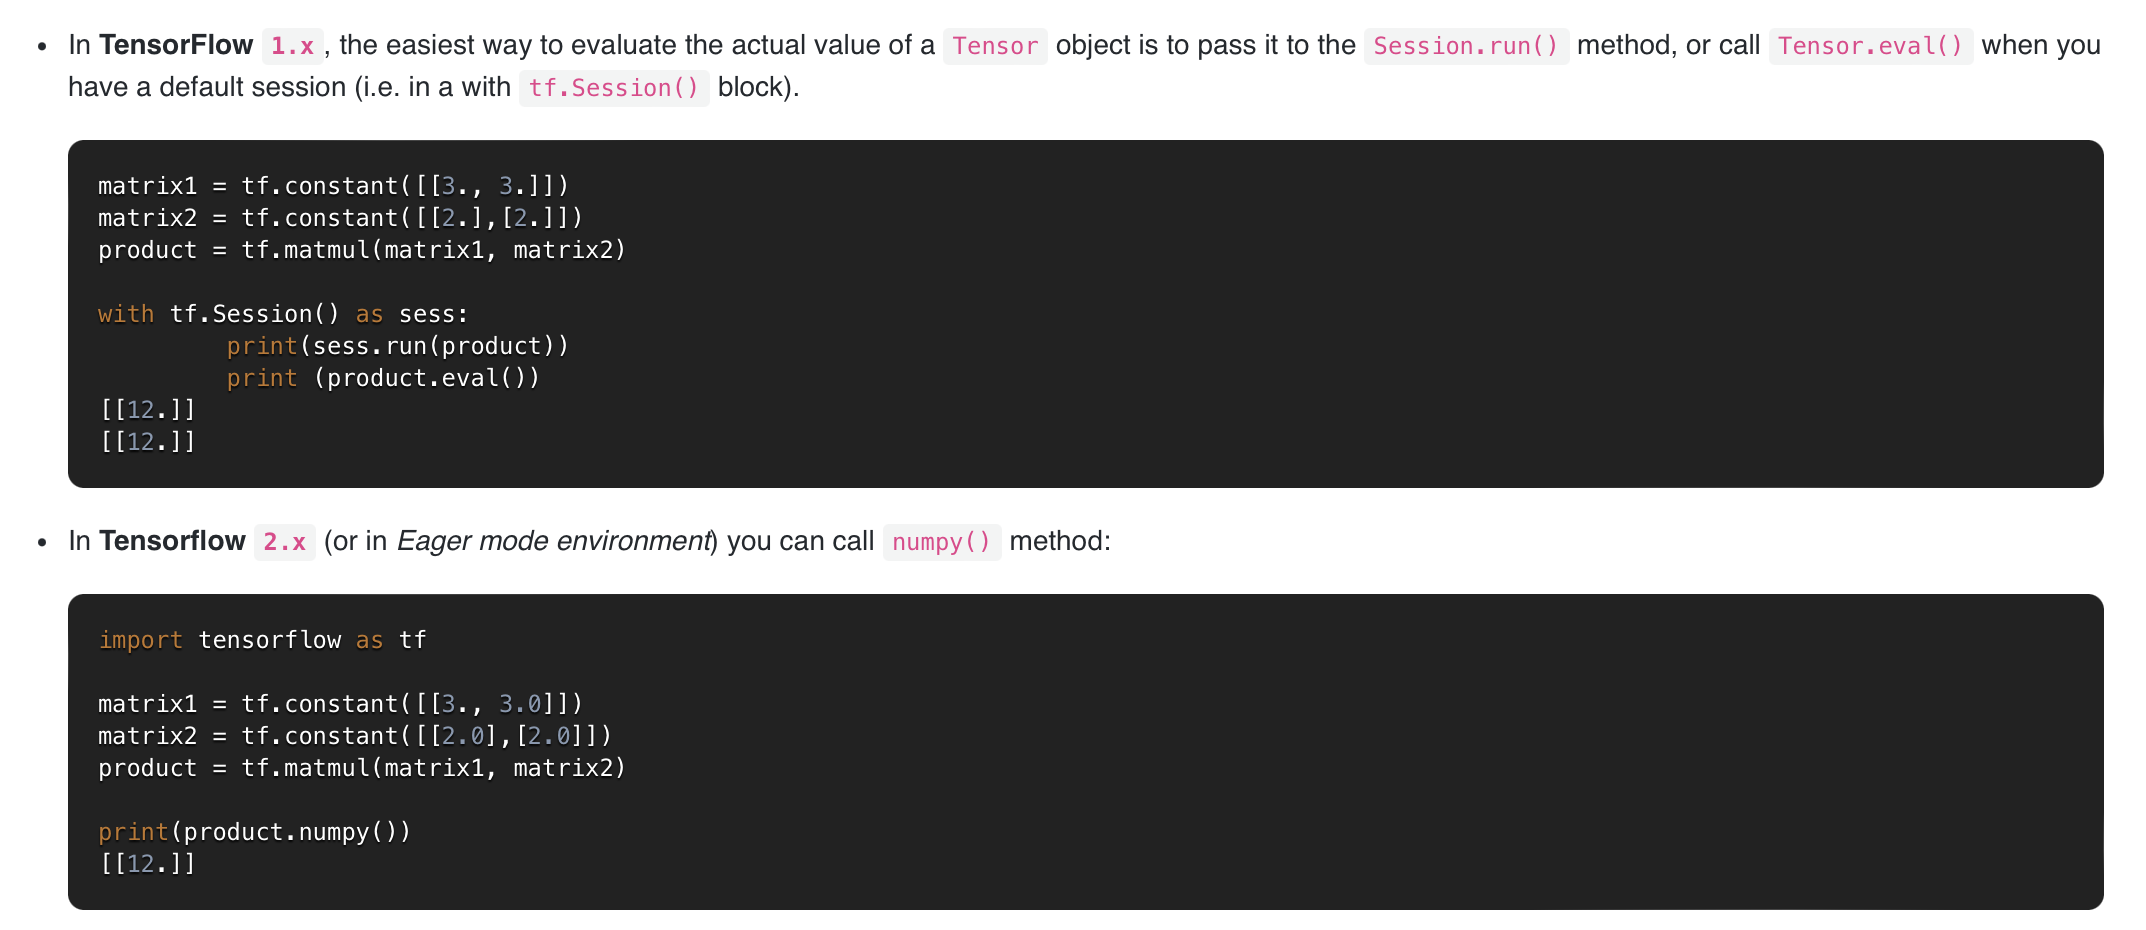 • In TensorFlow 1.x, the easiest way to evaluate the actual value of a Tensor object is to pass it to the Session.run() method, or call Tensor.eval() when you
have a default session (i.e. in a with tf.Session() block).
matrix1 = tf.constant([[3., 3.]])
matrix2 = tf.constant([[2.],[2.]])
product = tf.matmul(matrix1, matrix2)
with tf.Session() as sess:
         print(sess.run(product))
         print (product.eval())
[[12.]]
[[12.]]
• In Tensorflow 2.x (or in Eager mode environment) you can call numpy() method:
import tensorflow as tf
matrix1 = tf.constant([[3., 3.0]])
matrix2 = tf.constant([[2.0],[2.0]])
product = tf.matmul(matrix1, matrix2)
print(product.numpy())
[[12.]]